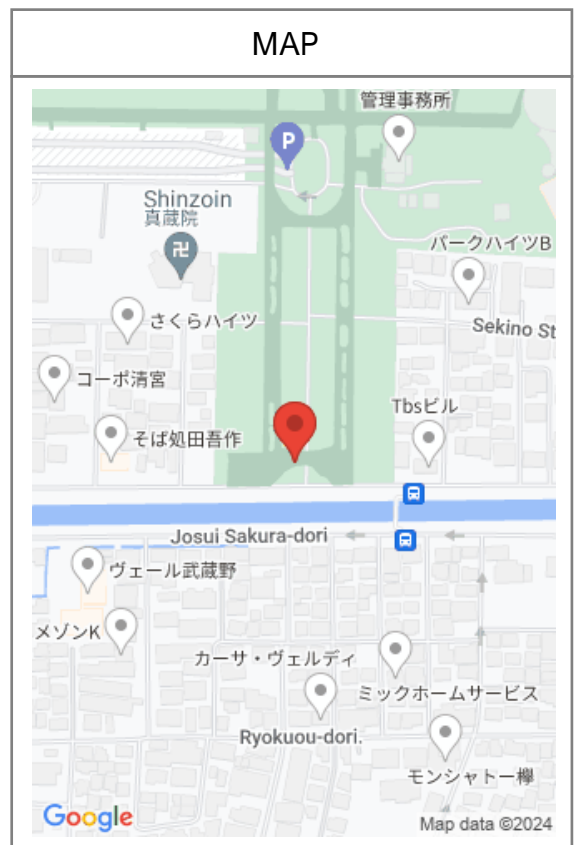 MAP
管理事務所
P
Shinzoin
真蔵院
卍
パークハイツB
さくらハイツ
Sekino St
コーポ清宮
Tbsビル
そば処田吾作
Josui Sakura-dori
ヴェール武蔵野
メゾンK
カーサ・ヴェルディ
ミックホームサービス
Ryokuou-dori.
モンシャトー欅
Google
Map data ©2024